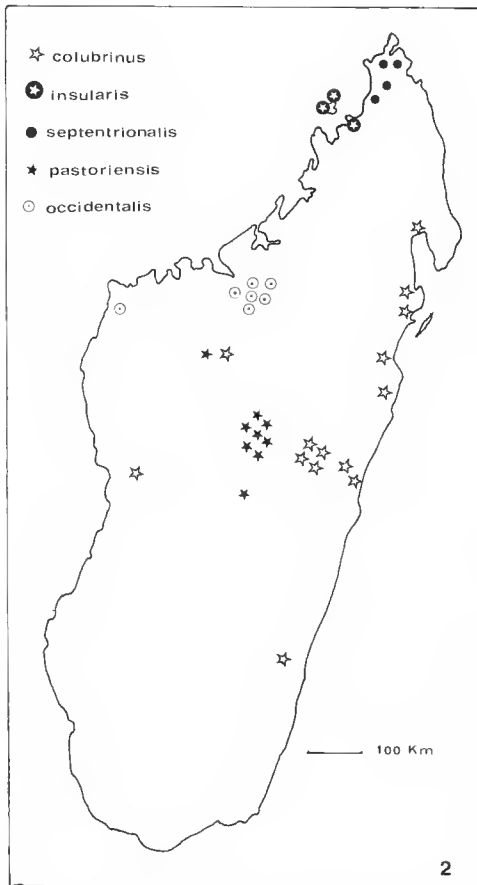 colubrinus
insularis
septentrionalis
pastoriensis
occidentalis
100 Km
2